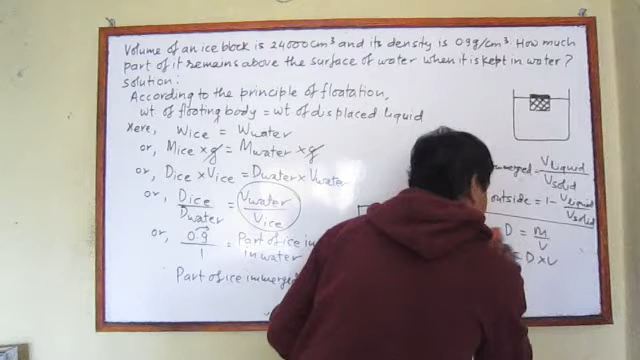 Volume of an ice block is 24000cm³ and its density is 0.9g/cm³. How much
part of it remains above the surface of water when it is kept in water?
solution:
According to the principle of floatation,
wt of flooting body = wt of displaced liquid
Here, Wice = Wwater
or, Mice × g = Mwater × g
or, Dice × Vice = Dwater × Vwater
or, Dice/Dwater = Vwater/Vice
or, 0.9/1 = Part of ice im
in water
Part of ice immerged
mmerged = Vliquid/Vsolid
outside = 1 - Vliquid/Vsolid
D = m/V
D × V